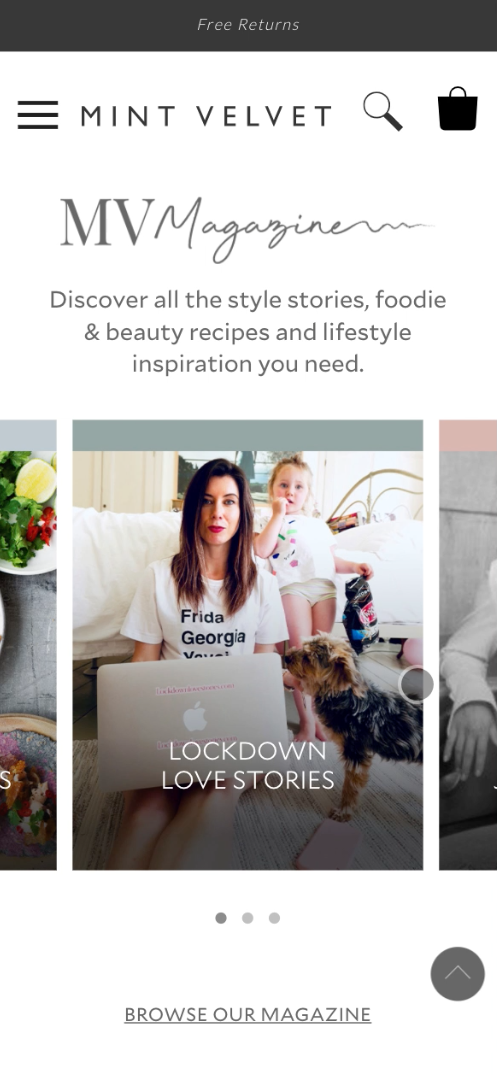 Free Returns
MINT VELVET
MV Magazine
Discover all the style stories, foodie
& beauty recipes and lifestyle
inspiration you need.
Frida
Georgia
LOCKDOWN
LOVE STORIES
S
BROWSE OUR MAGAZINE